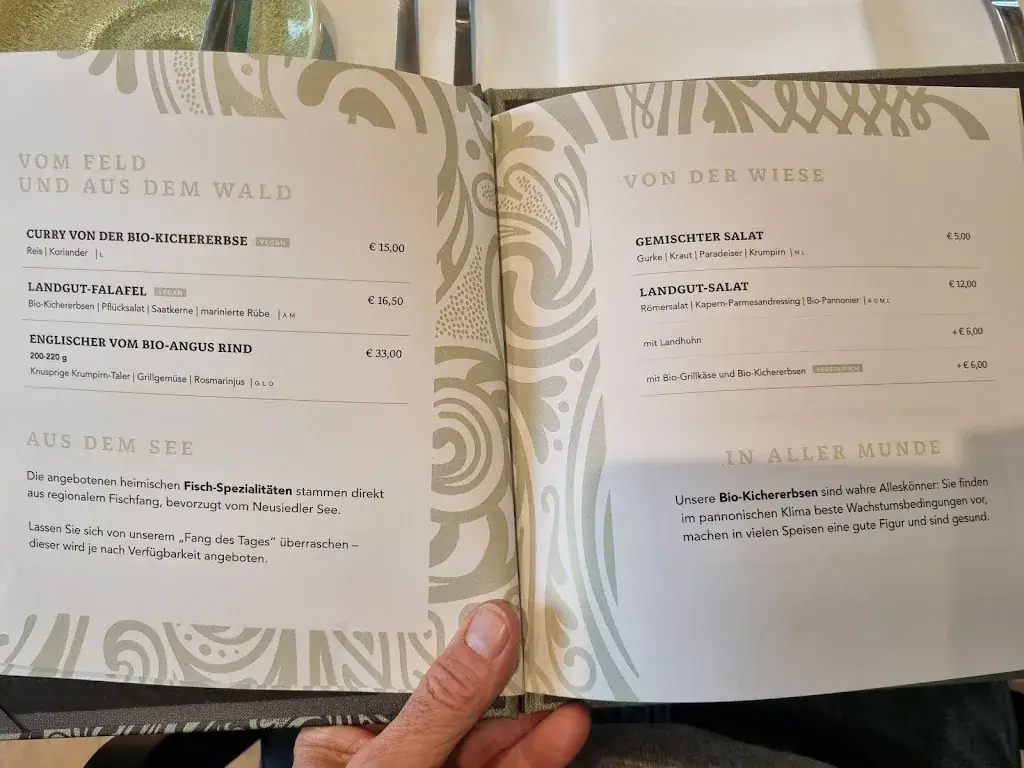 VOM FELD
UND AUS DEM WALD
CURRY VON DER BIO-KICHERERBSE VEGAN € 15,00
Reis | Koriander | L
LANDGUT-FALAFEL VEGAN € 16,50
Bio-Kichererbsen | Pflücksalat | Saatkerne | marinierte Rübe | A M
ENGLISCHER VOM BIO-ANGUS RIND € 33,00
200-220 g
Knusprige Krumpirn-Taler | Grillgemüse | Rosmarinjus | G L O
AUS DEM SEE
Die angebotenen heimischen Fisch-Spezialitäten stammen direkt
aus regionalem Fischfang, bevorzugt vom Neusiedler See.
Lassen Sie sich von unserem „Fang des Tages" überraschen –
dieser wird je nach Verfügbarkeit angeboten.
VON DER WIESE
GEMISCHTER SALAT € 5,00
Gurke | Kraut | Paradeiser | Krumpirn | M L
LANDGUT-SALAT € 12,00
Römersalat | Kapern-Parmesandressing | Bio-Pannonier | A G M L
mit Landhuhn +€ 6,00
mit Bio-Grillkäse und Bio-Kichererbsen VEGETARISCH +€ 6,00
IN ALLER MUNDE
Unsere Bio-Kichererbsen sind wahre Alleskönner: Sie finden
im pannonischen Klima beste Wachstumsbedingungen vor,
machen in vielen Speisen eine gute Figur und sind gesund.